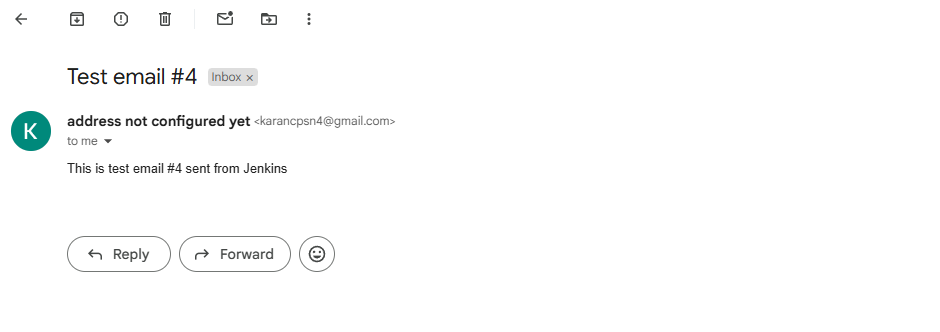 Test email #4 Inbox ×
K
address not configured yet <karancpsn4@gmail.com>
to me
This is test email #4 sent from Jenkins
Reply Forward